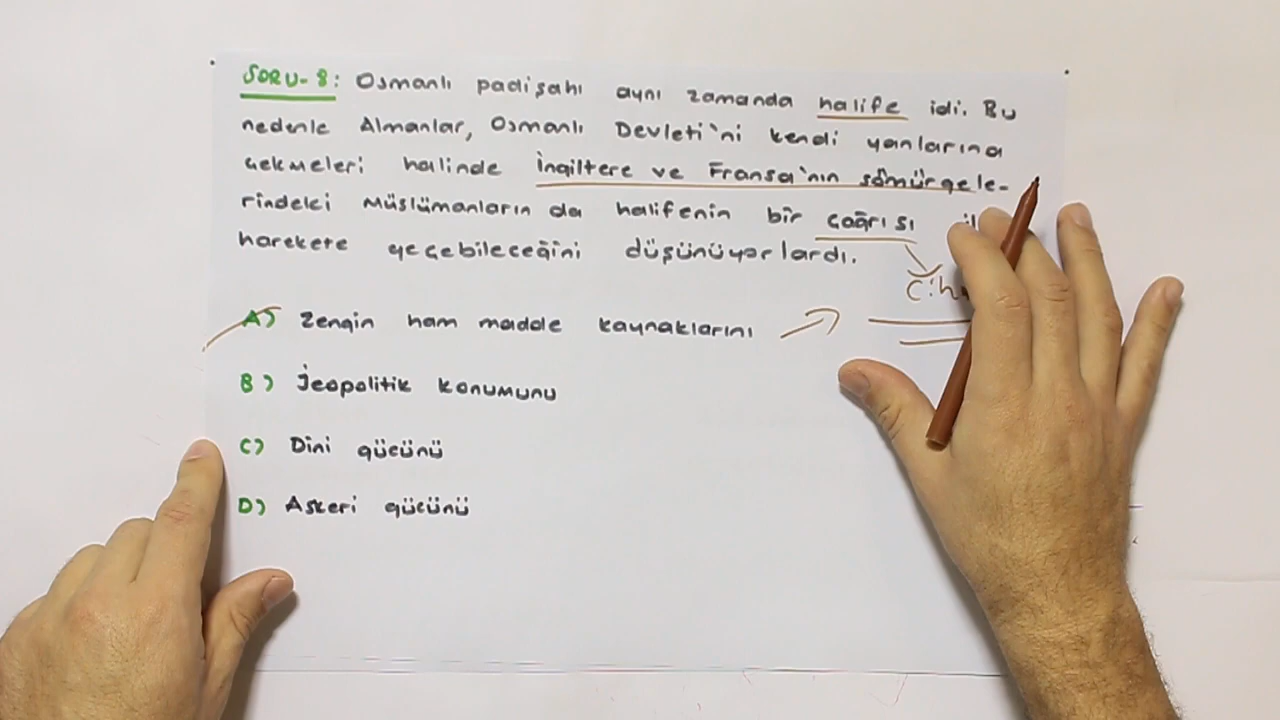 SORU-8: Osmanlı padişahı aynı zamanda halife idi. Bu
nedenle Almanlar, Osmanlı Devleti'ni kendi yanlarına
çekmeleri halinde İngiltere ve Fransa'nın sömürgele-
rindeki Müslümanların da halifenin bir çağrısı
harekete geçebileceğini düşünüyorlardı.
A) Zengin ham madde kaynaklarını
B) Jeopolitik konumunu
C) Dini gücünü
D) Askeri gücünü